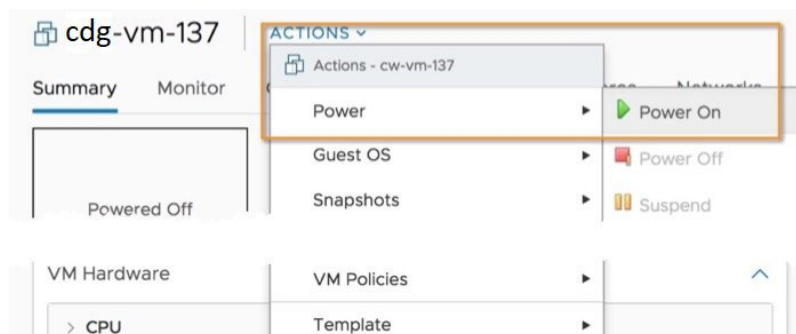 cdg-vm-137 ACTIONS
Actions - cw-vm-137
Summary Monitor Networks
Power Power On
Guest OS Power Off
Snapshots Suspend
Powered Off
VM Hardware VM Policies
CPU Template